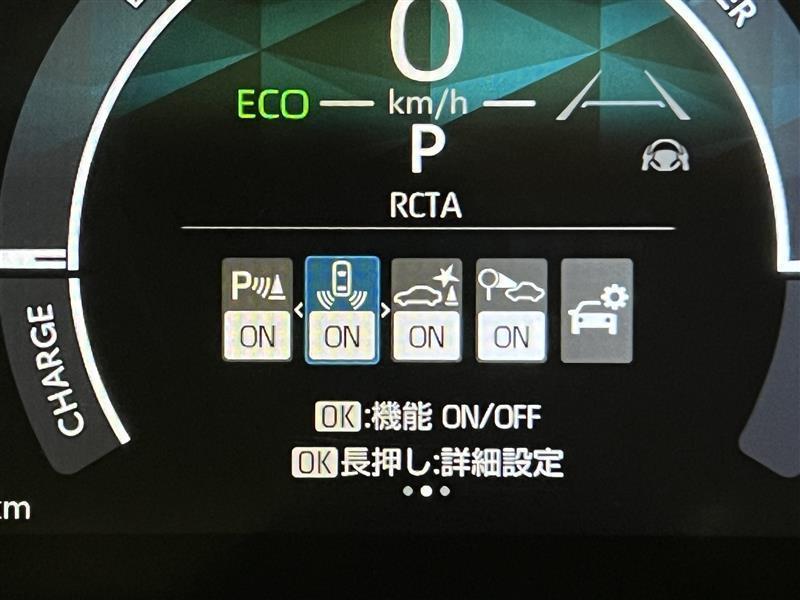 0
ECO km/h
P
RCTA
P
ON ON ON ON
CHARGE
OK:機能 ON/OFF
OK長押し:詳細設定
km